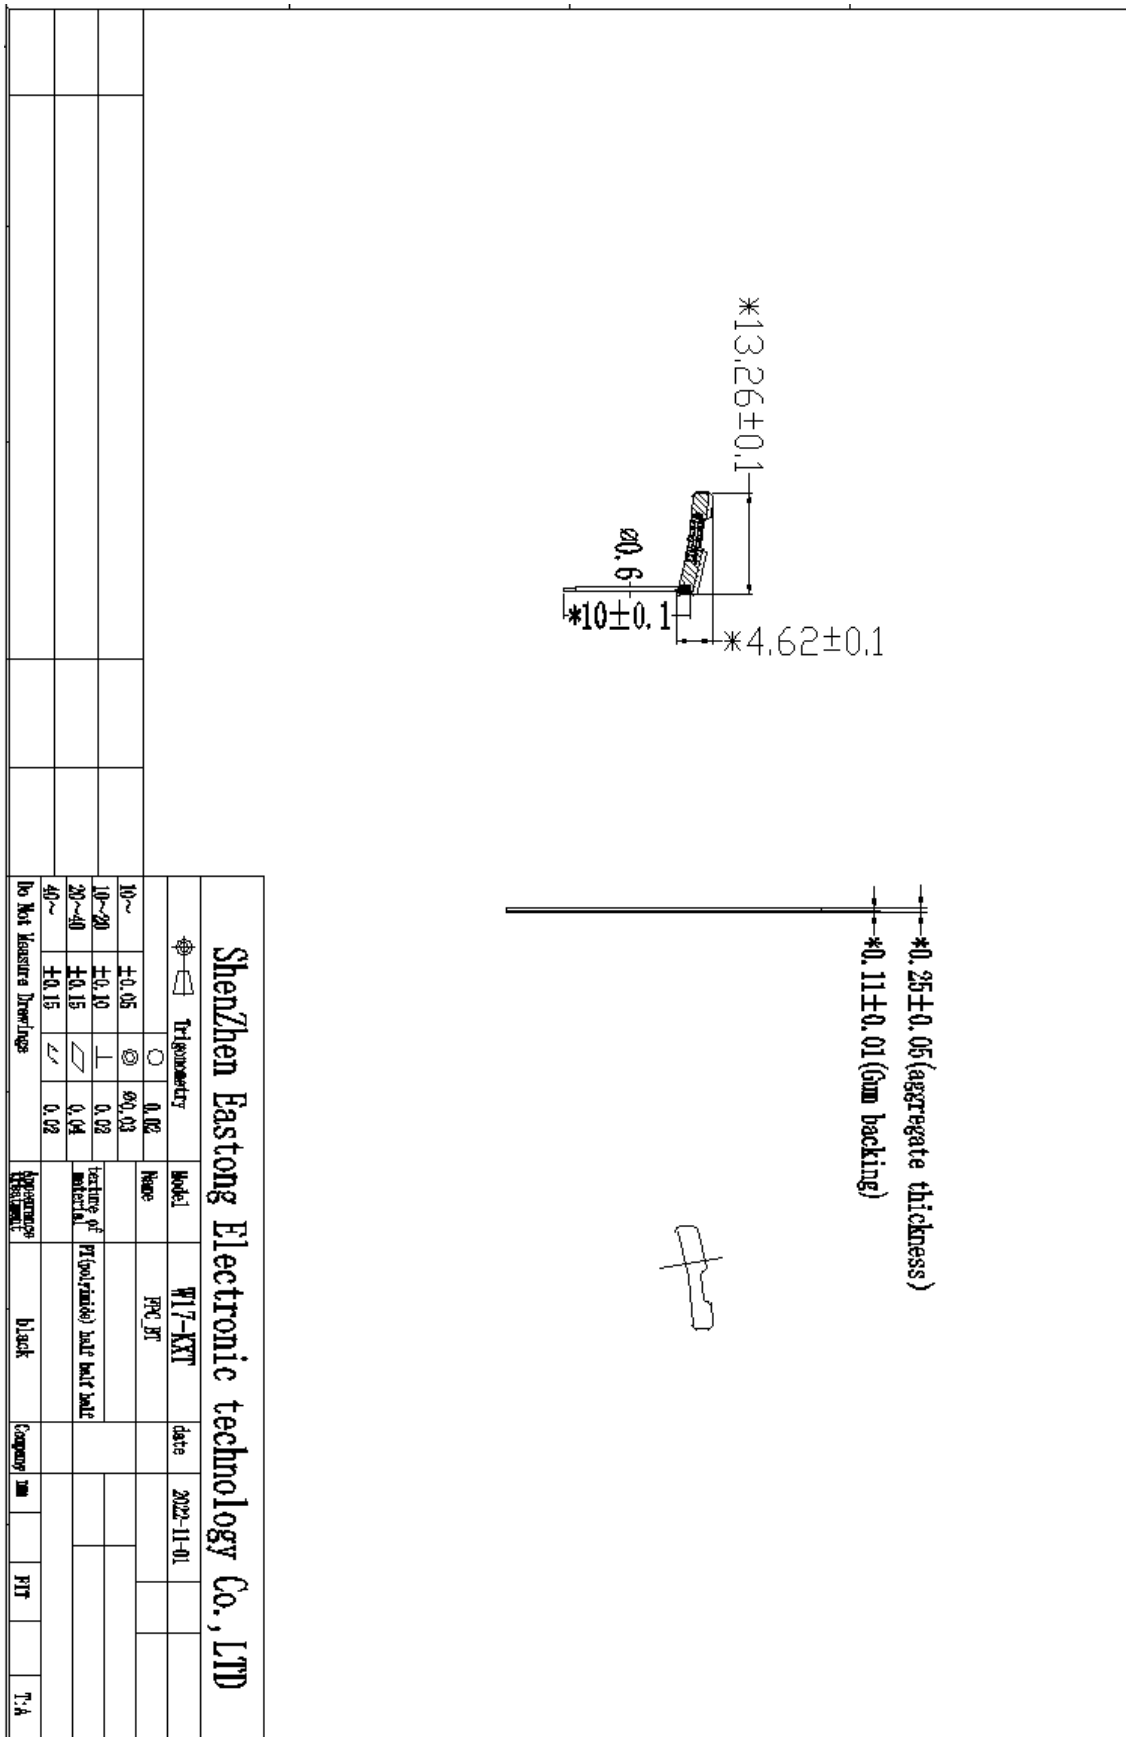 *13.26±0.1
ø0.6
*10±0.1
*4.62±0.1
*0.25±0.05(aggregate thickness)
*0.11±0.01(Gum backing)
ShenZhen Eastong Electronic technology Co.,LTD
Trigonometry
Model
W17-KXT
date
2022-11-01
0.02
Name
FPC_BT
10~
±0.05
ø0.03
10~20
±0.10
0.02
texture of material
PI(polyimide) half half half
20~40
±0.15
0.04
40~
±0.15
0.02
Do Not Measure Drawings
Appearance treatment
black
Company
mm
FIT
T:A